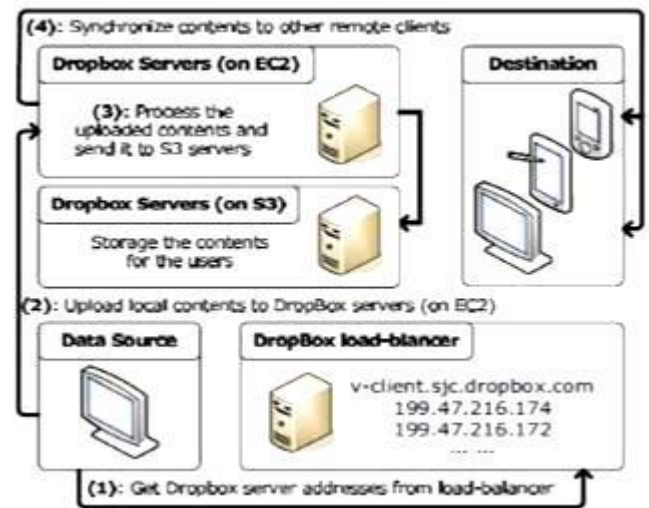 (4): Synchronize contents to other remote clients
Dropbox Servers (on EC2)
(3): Process the
uploaded contents and
send it to S3 servers
Destination
Dropbox Servers (on S3)
Storage the contents
for the users
(2): Upload local contents to DropBox servers (on EC2)
Data Source
DropBox load-blancer
v-client.sjc.dropbox.com
199.47.216.174
199.47.216.172
... ...
(1): Get Dropbox server addresses from load-balancer